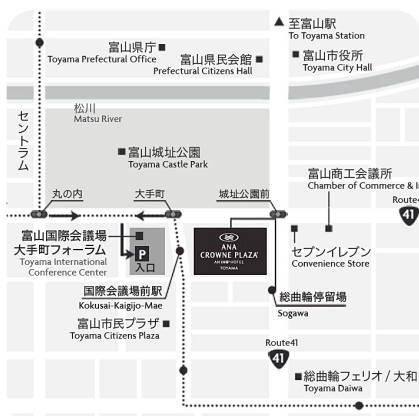 至富山駅
To Toyama Station
富山県庁
Toyama Prefectural Office
富山県民会館
Prefectural Citizens Hall
富山市役所
Toyama City Hall
松川
Matsu River
セントラム
富山城址公園
Toyama Castle Park
富山商工会議所
Chamber of Commerce & I
丸の内
大手町
城址公園前
Route4
41
富山国際会議場
大手町フォーラム
Toyama International
Conference Center
P
入口
ANA
CROWNE PLAZA
AN IHG HOTEL
TOYAMA
セブンイレブン
Convenience Store
国際会議場前駅
Kokusai-Kaigijo-Mae
総曲輪停留場
Sogawa
富山市民プラザ
Toyama Citizens Plaza
Route41
41
総曲輪フェリオ / 大和
Toyama Daiwa